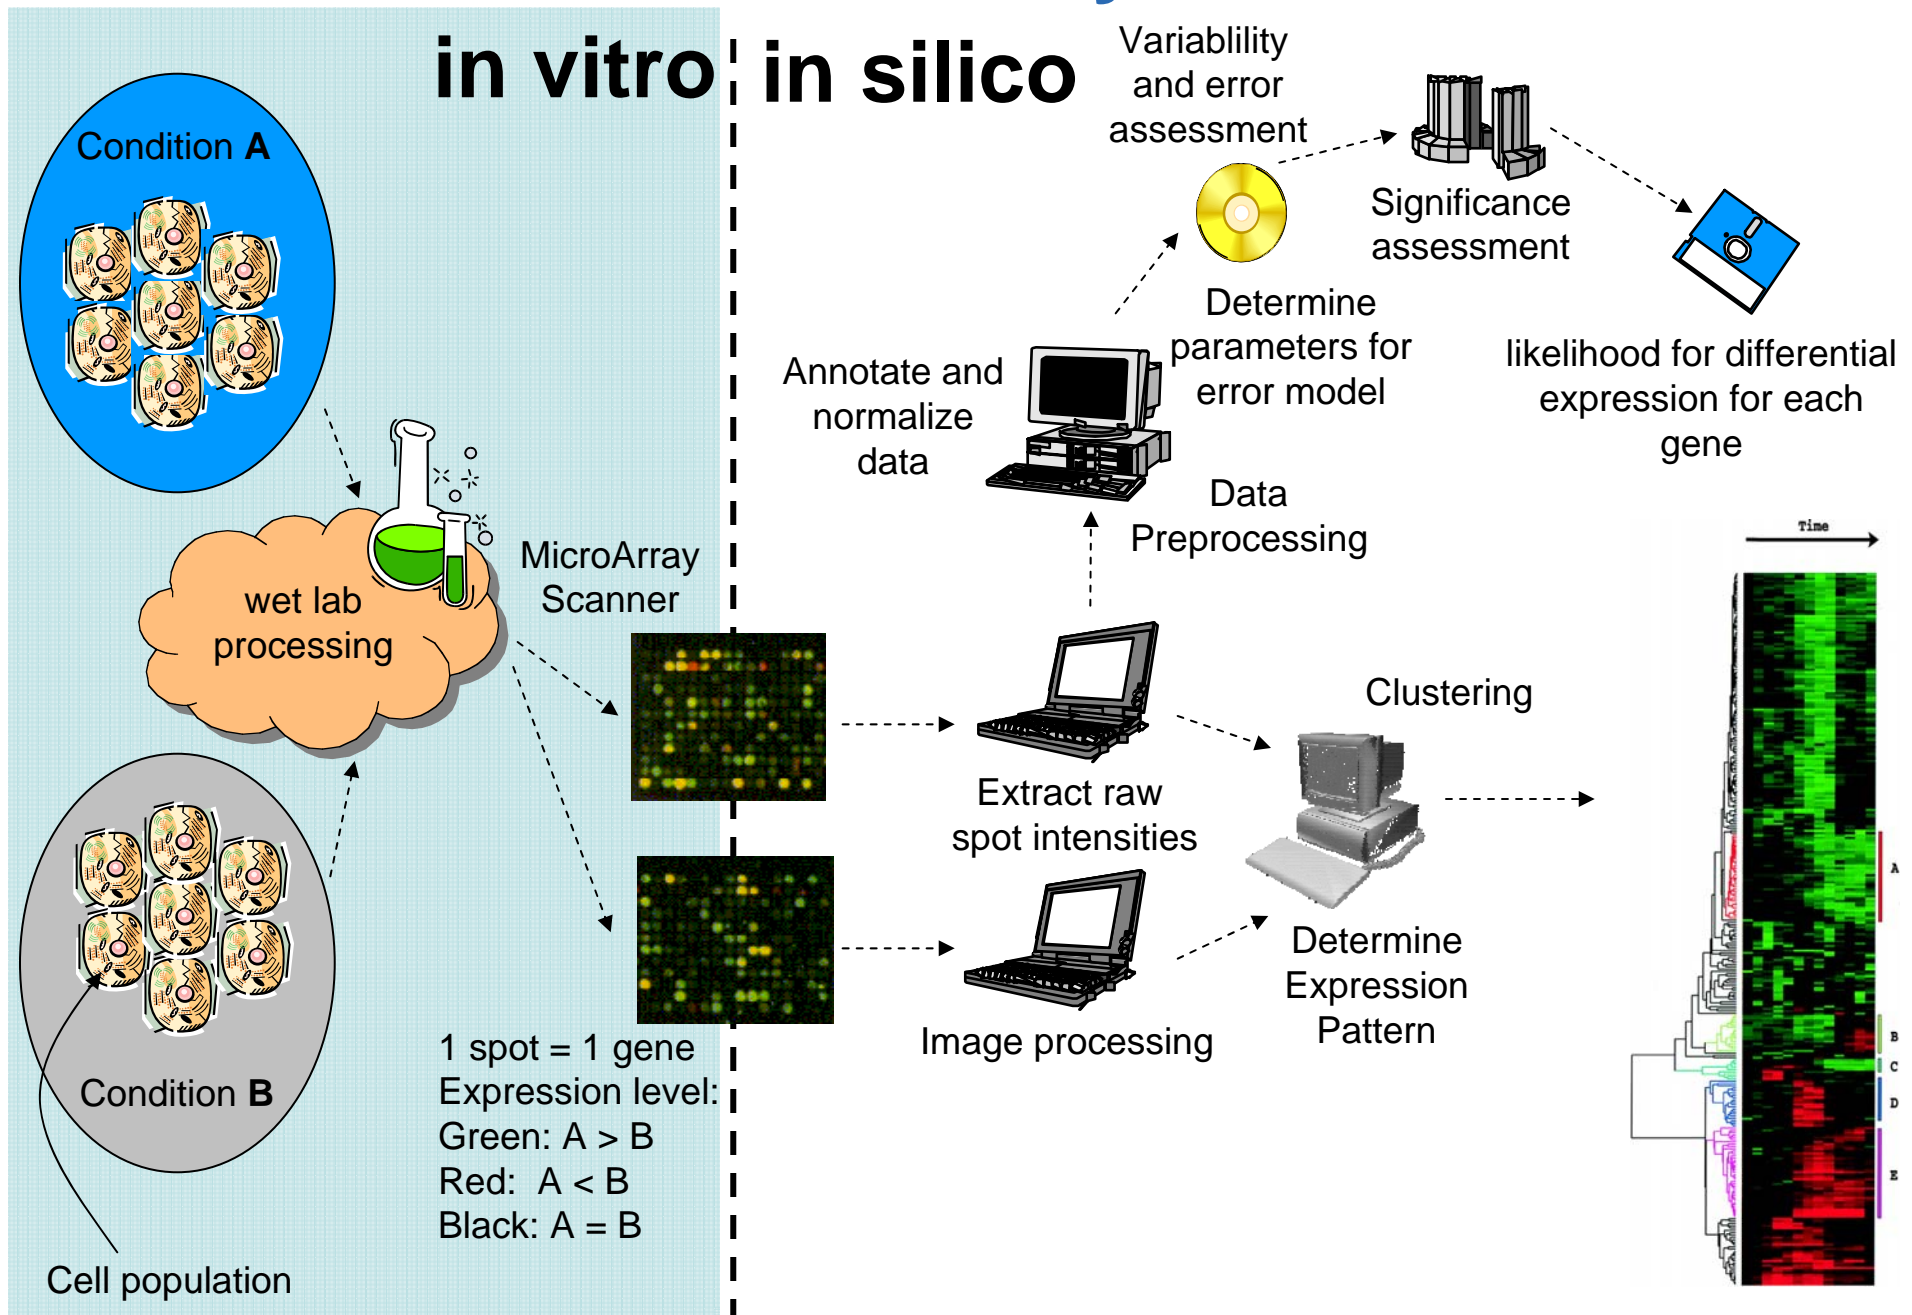 in vitro
in silico
Condition A
wet lab
processing
MicroArray
Scanner
Condition B
Cell population
1 spot = 1 gene
Expression level:
Green: A > B
Red: A < B
Black: A = B
Variablility
and error
assessment
Significance
assessment
Determine
parameters for
error model
likelihood for differential
expression for each
gene
Annotate and
normalize
data
Data
Preprocessing
Extract raw
spot intensities
Image processing
Clustering
Determine
Expression
Pattern
Time
A
B
C
D
E